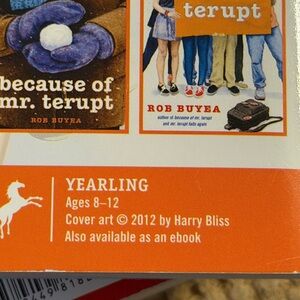 terupt
because of
mr. terupt
ROB BUYEA
ROB BUYEA
author of because of mr. terupt
and mr. terupt falls again
YEARLING
Ages 8–12
Cover art © 2012 by Harry Bliss
Also available as an ebook